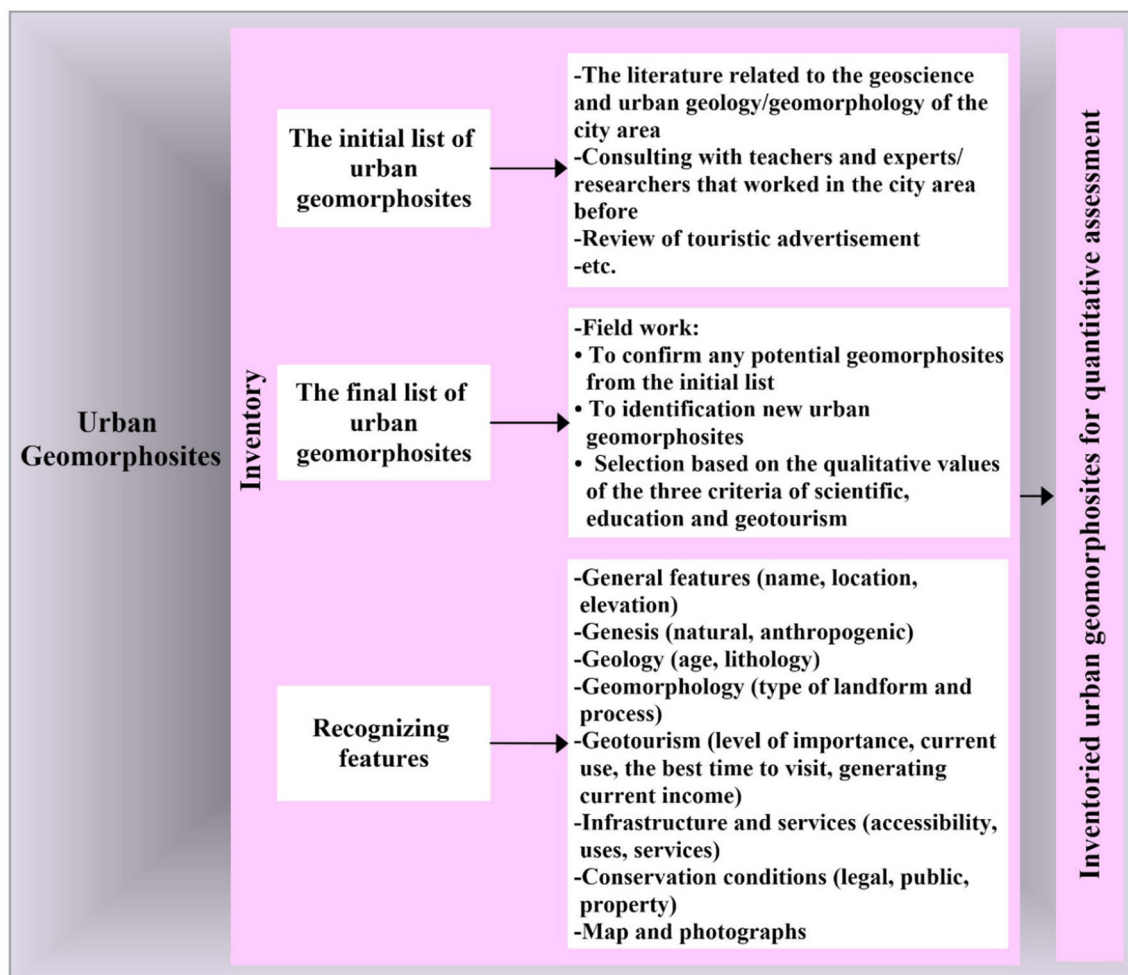 Urban
Geomorphosites
Inventory
The initial list of
urban
geomorphosites
-The literature related to the geoscience
and urban geology/geomorphology of the
city area
-Consulting with teachers and experts/
researchers that worked in the city area
before
-Review of touristic advertisement
-etc.
The final list of
urban
geomorphosites
-Field work:
• To confirm any potential geomorphosites
from the initial list
• To identification new urban
geomorphosites
• Selection based on the qualitative values
of the three criteria of scientific,
education and geotourism
Recognizing
features
-General features (name, location,
elevation)
-Genesis (natural, anthropogenic)
-Geology (age, lithology)
-Geomorphology (type of landform and
process)
-Geotourism (level of importance, current
use, the best time to visit, generating
current income)
-Infrastructure and services (accessibility,
uses, services)
-Conservation conditions (legal, public,
property)
-Map and photographs
Inventoried urban geomorphosites for quantitative assessment